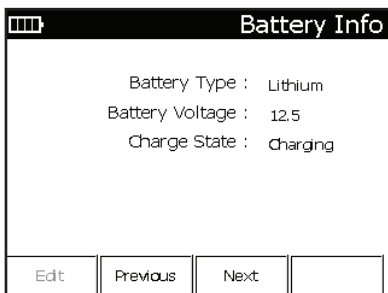 Battery Info
Battery Type : Lithium
Battery Voltage : 12.5
Charge State : Charging
Edit Previous Next